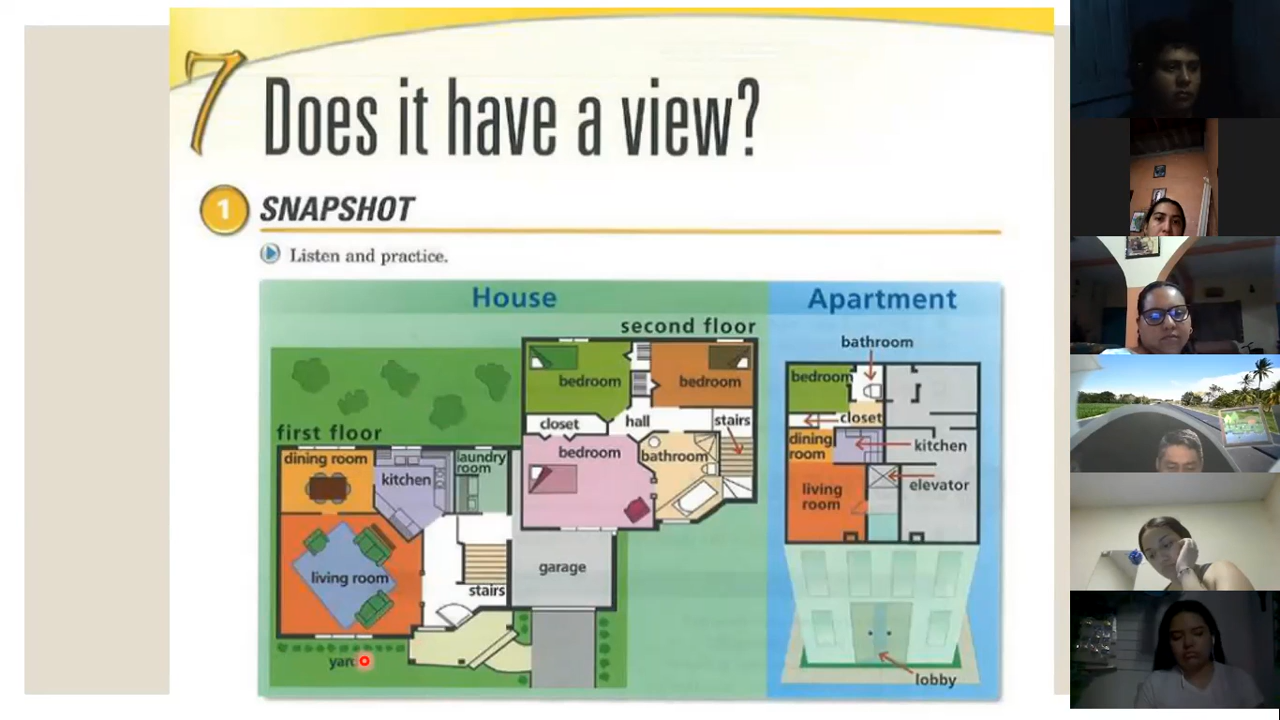 7
Does it have a view?
1 SNAPSHOT
Listen and practice.
House
second floor
bedroom
bedroom
closet
hall
stairs
bedroom
bathroom
first floor
dining room
kitchen
laundry
room
living room
stairs
garage
Apartment
bathroom
bedroom
closet
dining
room
kitchen
living
room
elevator
lobby